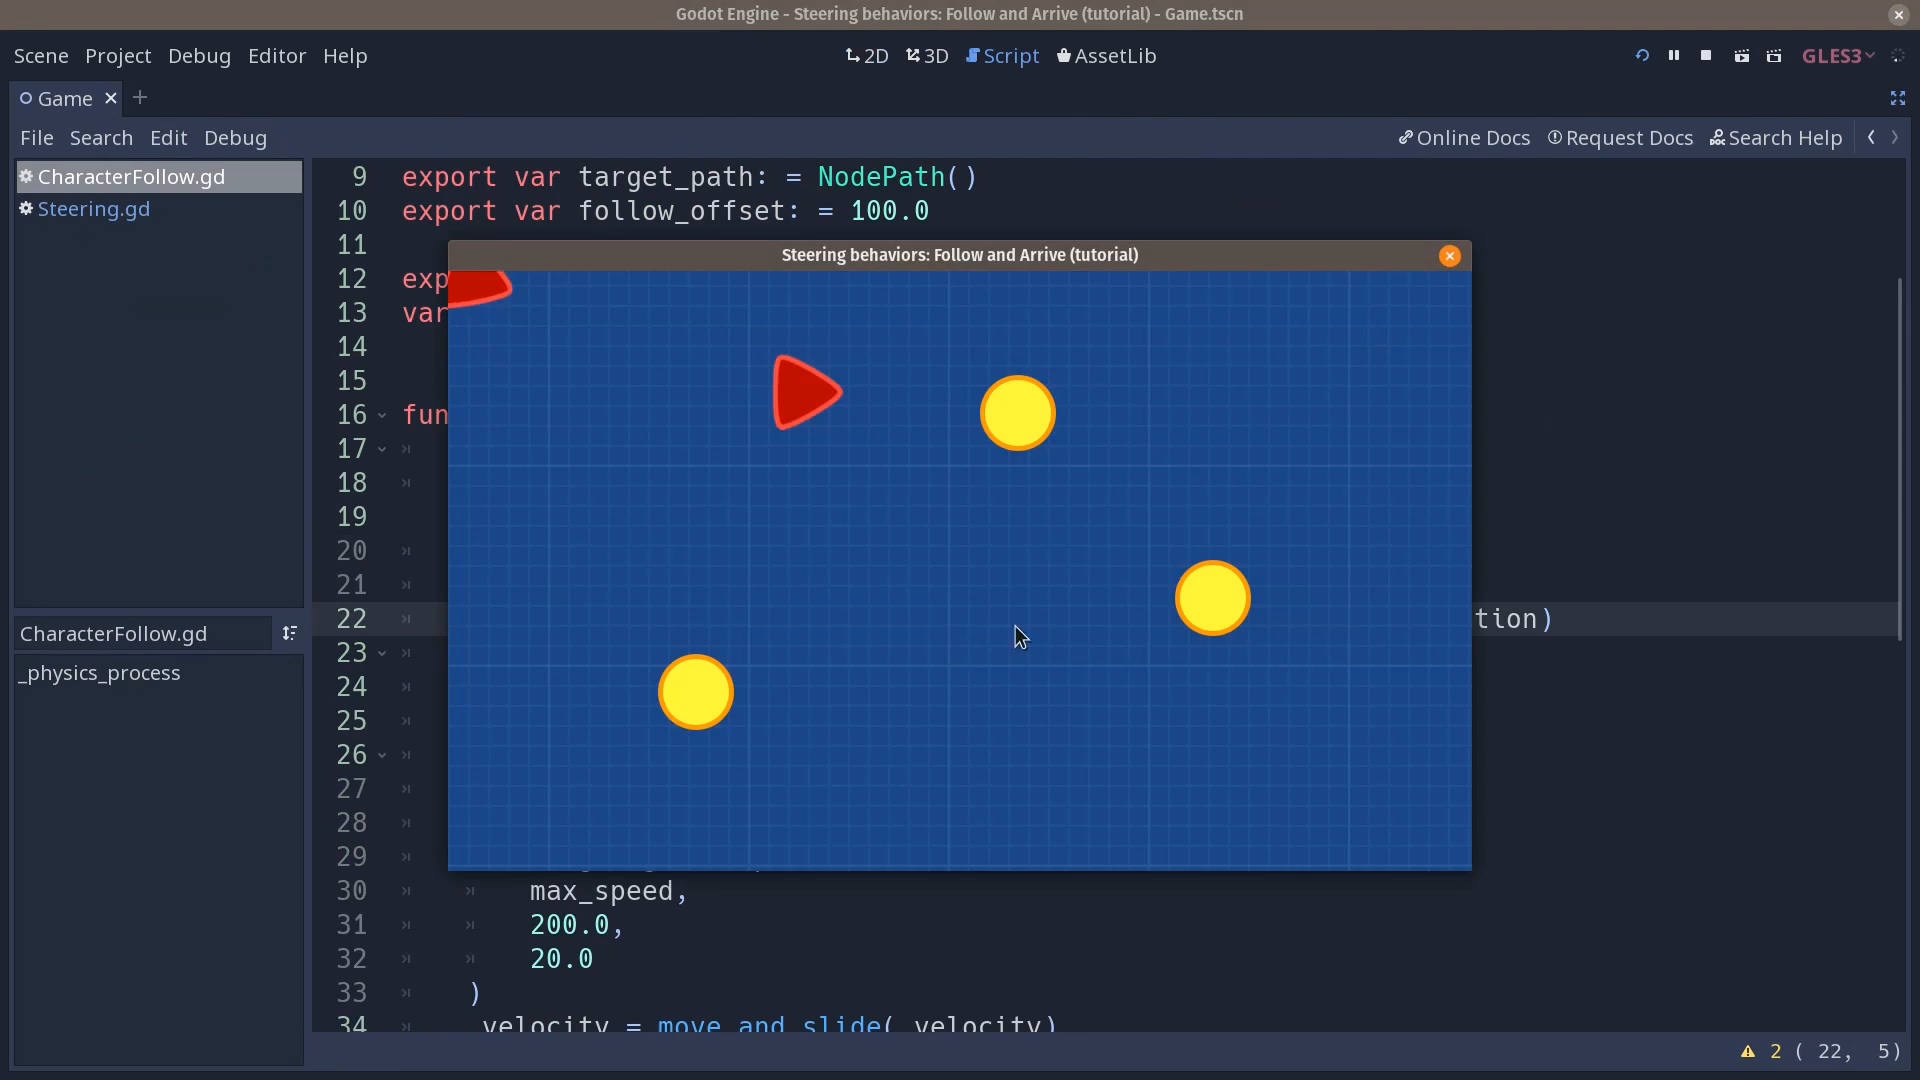 Godot Engine - Steering behaviors: Follow and Arrive (tutorial) - Game.tscn
Scene Project Debug Editor Help 2D 3D Script AssetLib GLES3
Game
File Search Edit Debug Online Docs Request Docs Search Help
CharacterFollow.gd
Steering.gd
CharacterFollow.gd
_physics_process
9 export var target_path: = NodePath()
10 export var follow_offset: = 100.0
11
12 exp
13 var
14
15
16 fun
17
18
19
20
21
22 tion)
23
24
25
26
27
28
29
30 max_speed,
31 200.0,
32 20.0
33 )
34 _velocity = move_and_slide(_velocity)
Steering behaviors: Follow and Arrive (tutorial)
2 ( 22, 5)